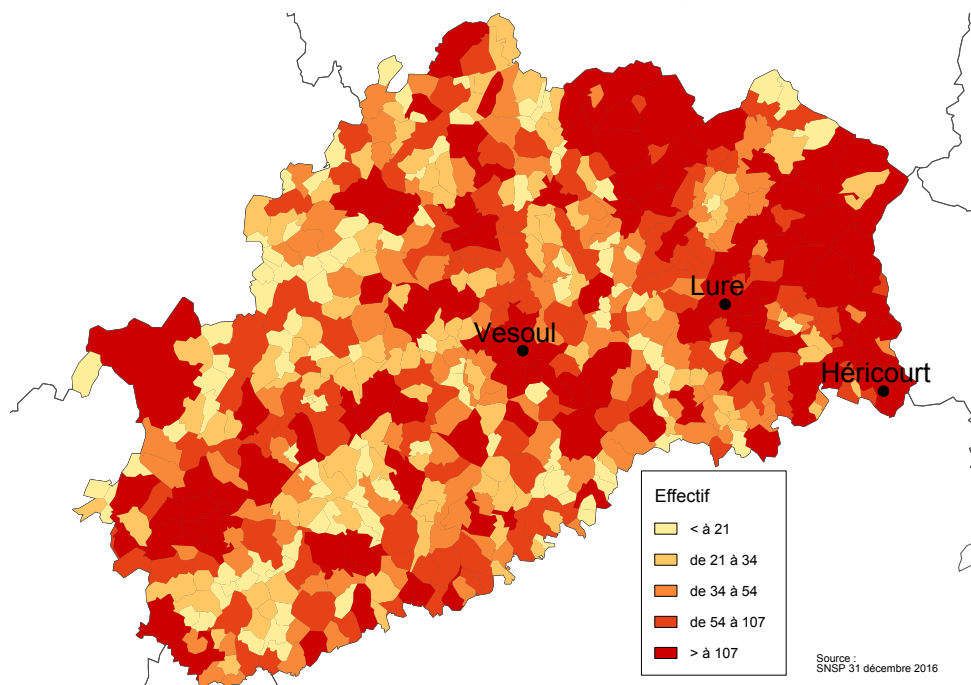 Lure
Vesoul
Héricourt
Effectif
< à 21
de 21 à 34
de 34 à 54
de 54 à 107
> à 107
Source :
SNSP 31 décembre 2016